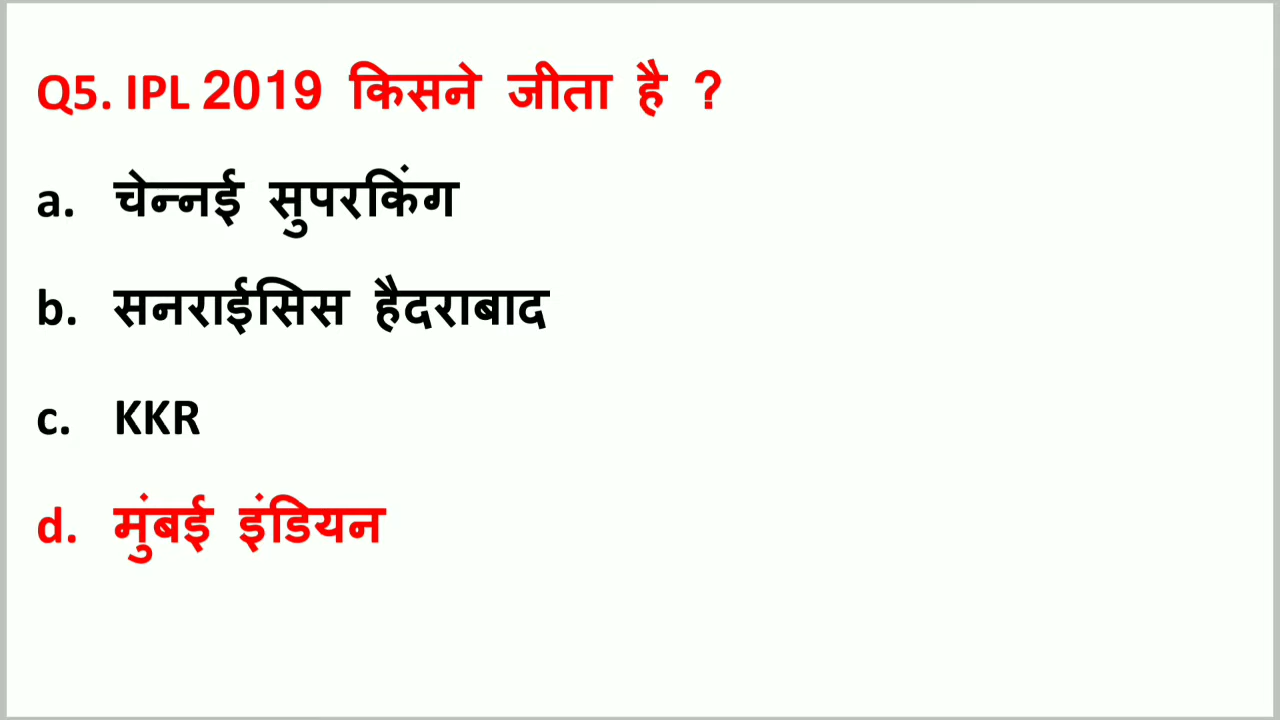 Q5. IPL 2019 किसने जीता है ?
a. चेन्नई सुपरकिंग
b. सनराईसिस हैदराबाद
c. KKR
d. मुंबई इंडियन